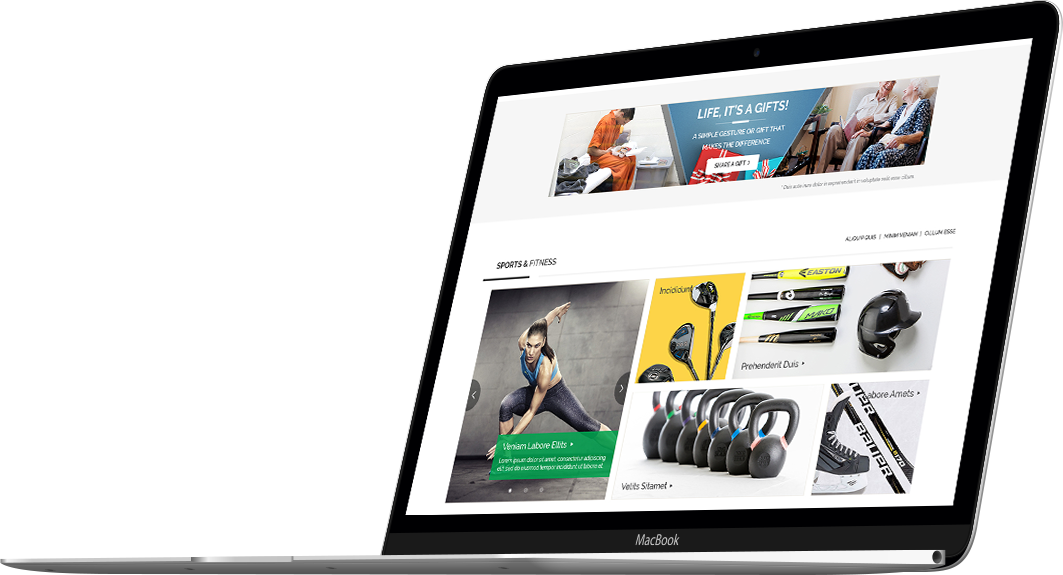 LIFE, IT'S A GIFTS!
A SIMPLE GESTURE OR GIFT THAT
MAKES THE DIFFERENCE
SHARE A GIFT >
* Duis aute irure dolor in reprehenderit in voluptate velit esse cillum.
ALIQUIP DUIS | MINIM VENIAM | CILLUM ESSE
SPORTS & FITNESS
Incididunt
EASTON
MAKO
Prehenderit Duis
Labore Amets
BAUER
Veniam Labore Ellits
Lorem ipsum dolor sit amet, consectetur adipiscing
elit, sed do eiusmod tempor incididunt ut labore et
Velits Sitamet
MacBook